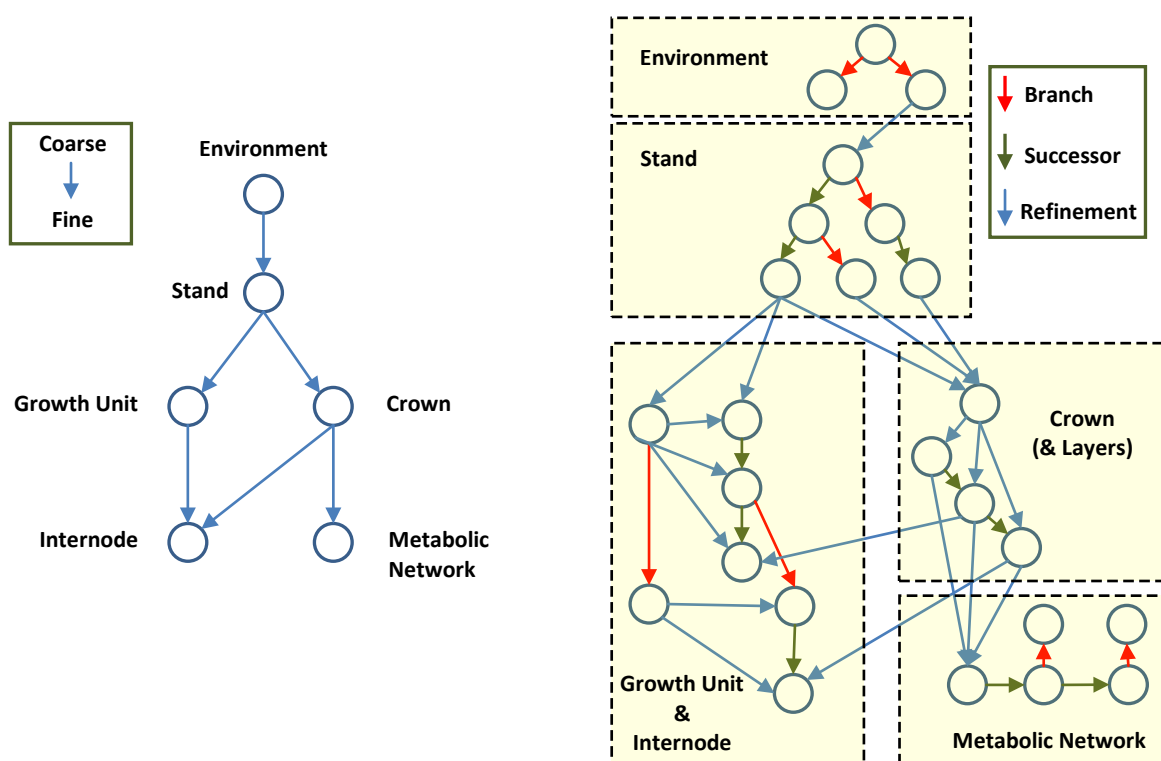 Coarse
Fine
Environment
Stand
Growth Unit
Crown
Internode
Metabolic
Network
Environment
Branch
Successor
Refinement
Stand
Crown
(& Layers)
Growth Unit
&
Internode
Metabolic Network